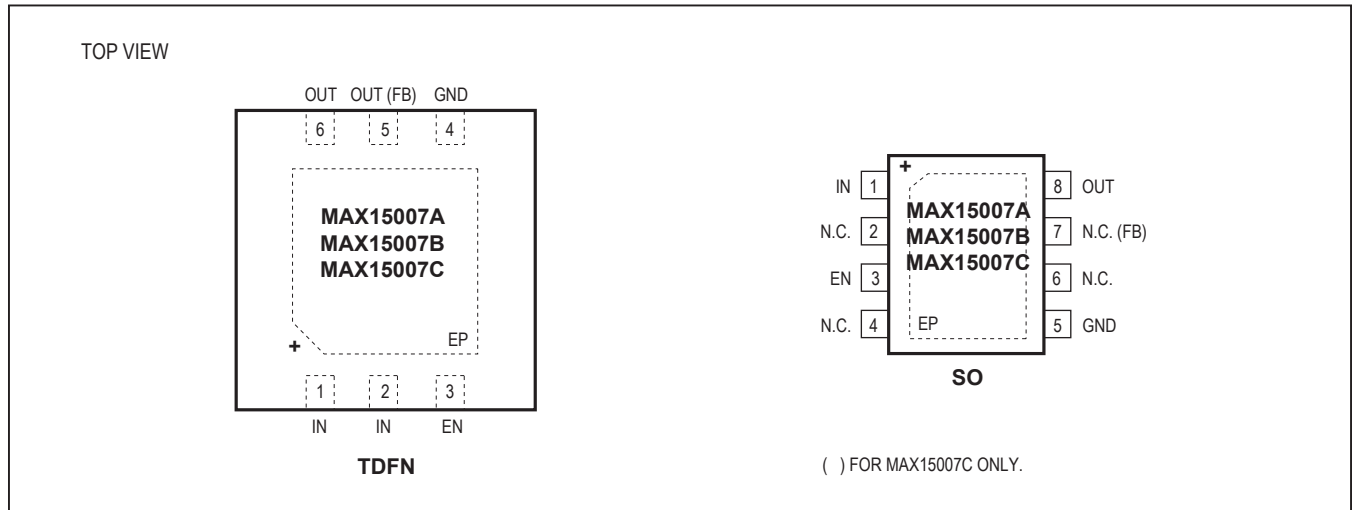 TOP VIEW
OUT OUT (FB) GND
6 5 4
MAX15007A
MAX15007B
MAX15007C
EP
+
1 2 3
IN IN EN
TDFN
+
IN 1
N.C. 2
EN 3
N.C. 4
MAX15007A
MAX15007B
MAX15007C
EP
8 OUT
7 N.C. (FB)
6 N.C.
5 GND
SO
( ) FOR MAX15007C ONLY.